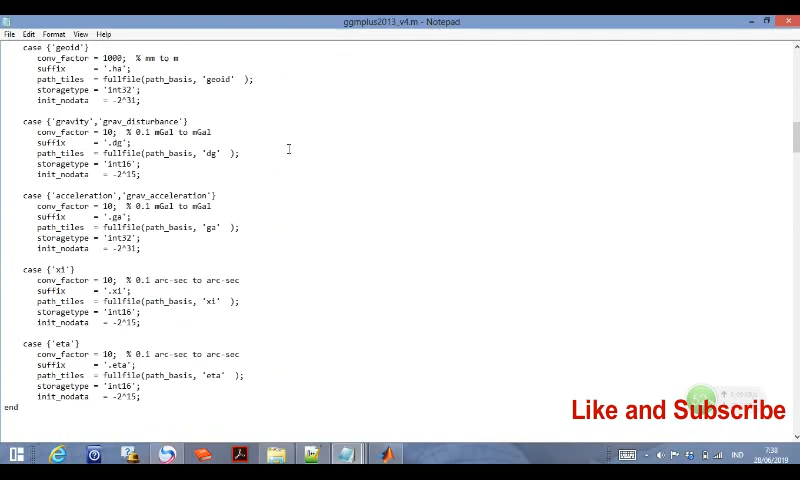 ggmplus2013_v4.m - Notepad
File Edit Format View Help
case {'geoid'}
conv_factor = 1000; % mm to m
suffix = '.ha';
path_tiles = fullfile(path_basis, 'geoid' );
storagetype = 'int32';
init_nodata = -2^31;
case {'gravity','grav_disturbance'}
conv_factor = 10; % 0.1 mGal to mGal
suffix = '.dg';
path_tiles = fullfile(path_basis, 'dg' );
storagetype = 'int16';
init_nodata = -2^15;
case {'acceleration','grav_acceleration'}
conv_factor = 10; % 0.1 mGal to mGal
suffix = '.ga';
path_tiles = fullfile(path_basis, 'ga' );
storagetype = 'int32';
init_nodata = -2^31;
case {'xi'}
conv_factor = 10; % 0.1 arc-sec to arc-sec
suffix = '.xi';
path_tiles = fullfile(path_basis, 'xi' );
storagetype = 'int16';
init_nodata = -2^15;
case {'eta'}
conv_factor = 10; % 0.1 arc-sec to arc-sec
suffix = '.eta';
path_tiles = fullfile(path_basis, 'eta' );
storagetype = 'int16';
init_nodata = -2^15;
end
Like and Subscribe
IND
7:38
28/06/2019